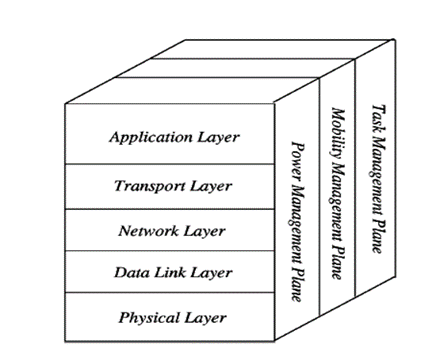 Application Layer
Transport Layer
Network Layer
Data Link Layer
Physical Layer
Power Management Plane
Mobility Management Plane
Task Management Plane